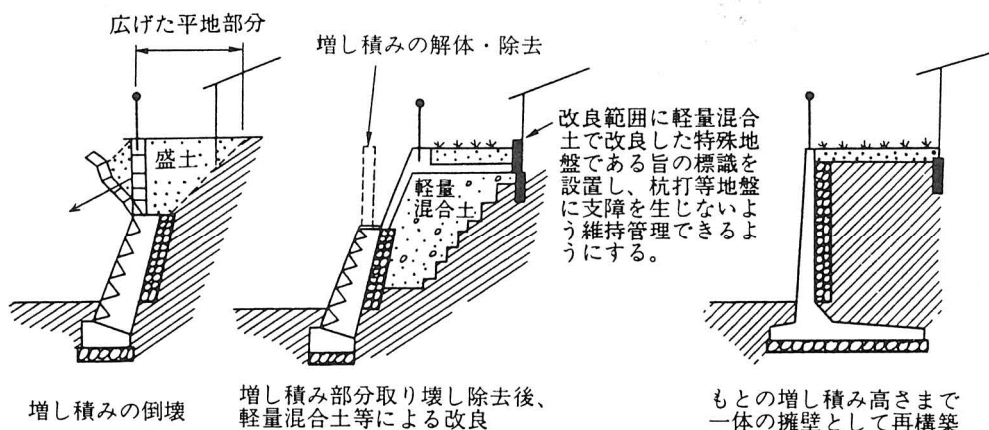 広げた平地部分
増し積みの解体・除去
盛土
軽量
混合土
改良範囲に軽量混合
土で改良した特殊地
盤である旨の標識を
設置し、杭打等地盤
に支障を生じないよ
う維持管理できるよ
うにする。
増し積みの倒壊
増し積み部分取り壊し除去後、
軽量混合土等による改良
もとの増し積み高さまで
一体の擁壁として再構築